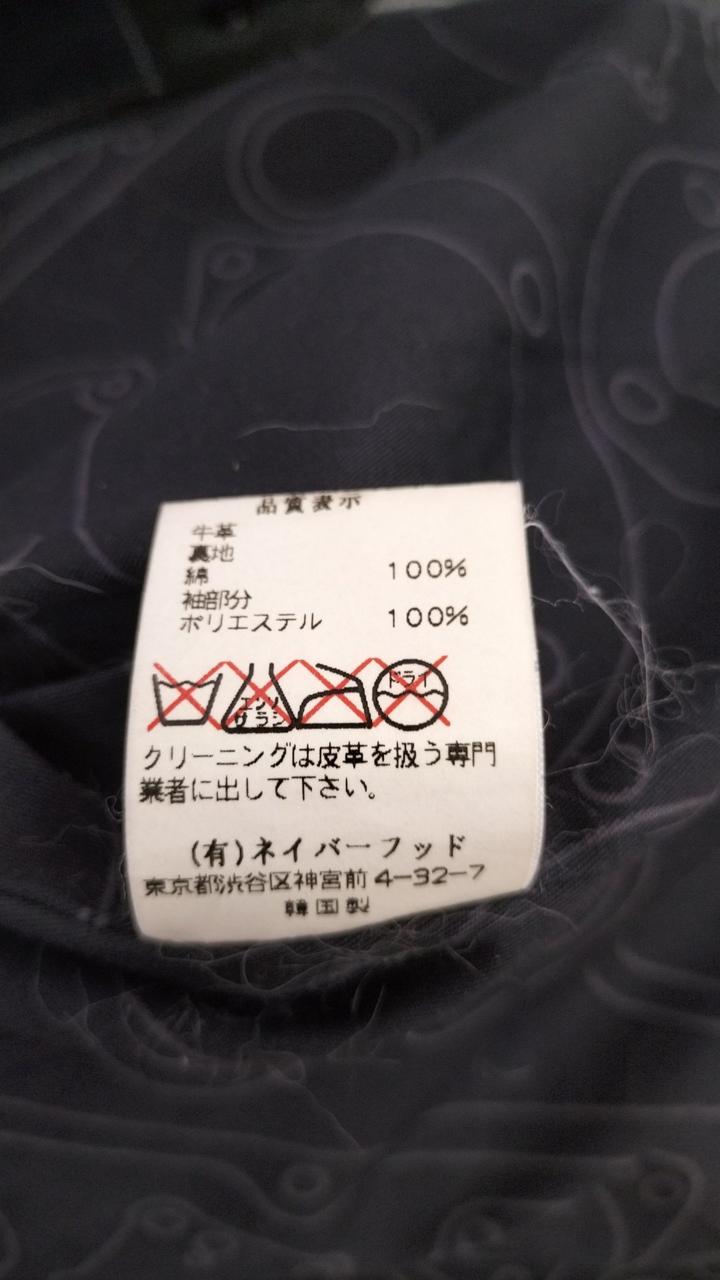 品質表示
牛革
裏地
綿 100%
袖部分
ポリエステル 100%
エンソ
サラシ
ドライ
クリーニングは皮革を扱う専門
業者に出して下さい。
(有)ネイバーフッド
東京都渋谷区神宮前 4-32-7
韓国製